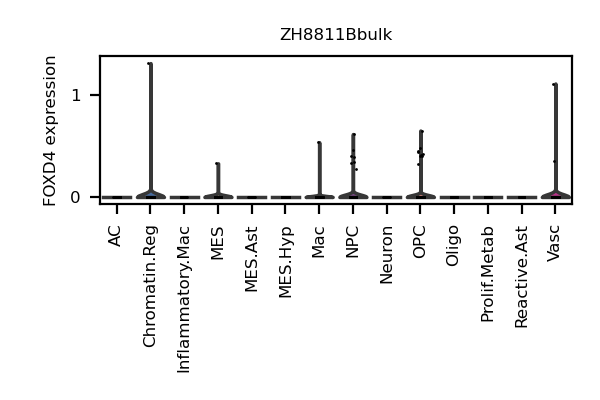 ZH8811Bbulk
FOXD4 expression
1
0
AC
Chromatin.Reg
Inflammatory.Mac
MES
MES.Ast
MES.Hyp
Mac
NPC
Neuron
OPC
Oligo
Prolif.Metab
Reactive.Ast
Vasc